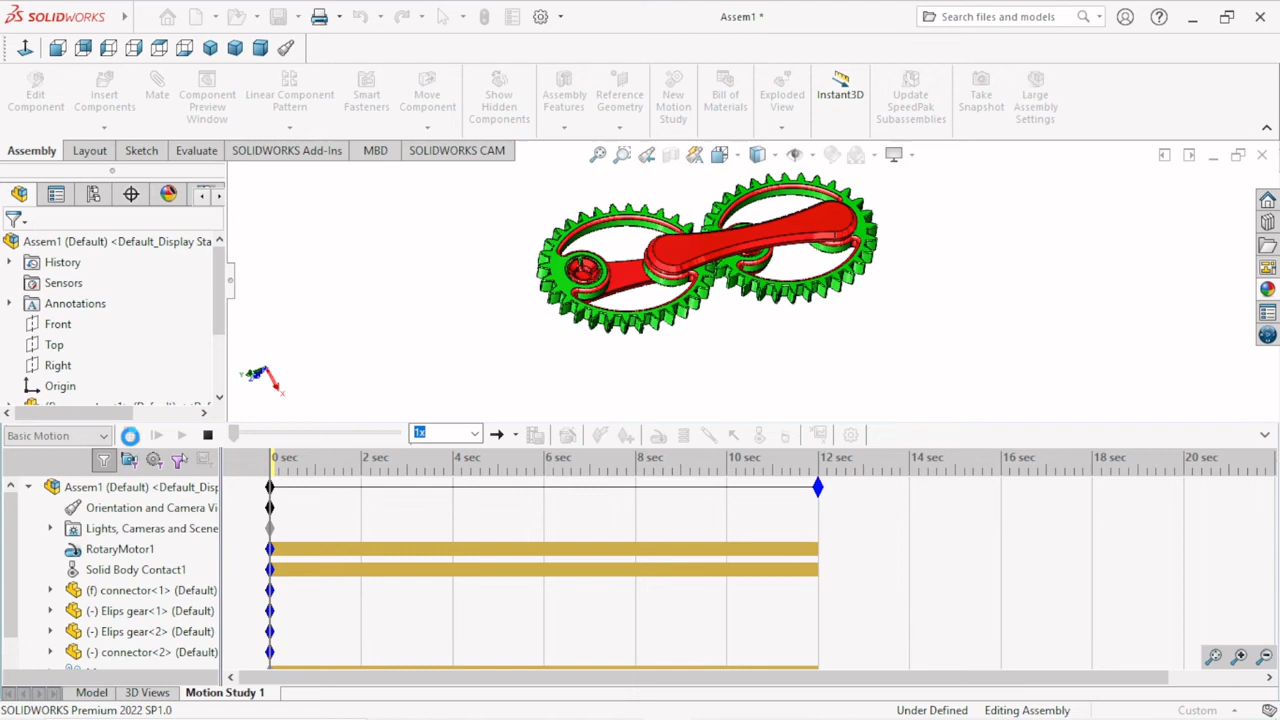 SOLIDWORKS
Assem1 *
Search files and models
Edit Component
Insert Components
Mate
Component Preview Window
Linear Component Pattern
Smart Fasteners
Move Component
Show Hidden Components
Assembly Features
Reference Geometry
New Motion Study
Bill of Materials
Exploded View
Instant3D
Update SpeedPak Subassemblies
Take Snapshot
Large Assembly Settings
Assembly
Layout
Sketch
Evaluate
SOLIDWORKS Add-Ins
MBD
SOLIDWORKS CAM
Assem1 (Default) <Default_Display Sta
History
Sensors
Annotations
Front
Top
Right
Origin
Y
Z
X
Basic Motion
1x
0 sec
2 sec
4 sec
6 sec
8 sec
10 sec
12 sec
14 sec
16 sec
18 sec
20 sec
Assem1 (Default) <Default_Disp
Orientation and Camera Vi
Lights, Cameras and Scene
RotaryMotor1
Solid Body Contact1
(f) connector<1> (Default)
(-) Elips gear<1> (Default)
(-) Elips gear<2> (Default)
(-) connector<2> (Default)
Model
3D Views
Motion Study 1
SOLIDWORKS Premium 2022 SP1.0
Under Defined
Editing Assembly
Custom